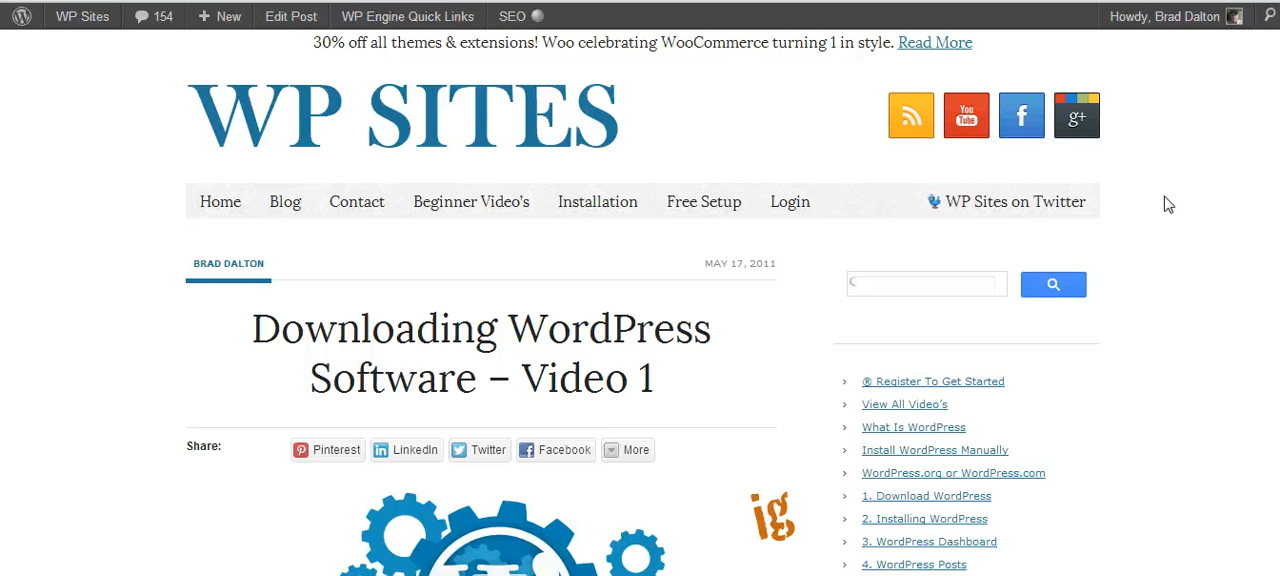 WP Sites 154 New Edit Post WP Engine Quick Links SEO Howdy, Brad Dalton
30% off all themes & extensions! Woo celebrating WooCommerce turning 1 in style. Read More
WP SITES
You
Tube
f
g+
Home Blog Contact Beginner Video's Installation Free Setup Login WP Sites on Twitter
BRAD DALTON MAY 17, 2011
Downloading WordPress
Software – Video 1
Share: Pinterest LinkedIn Twitter Facebook More
ig
® Register To Get Started
View All Video's
What Is WordPress
Install WordPress Manually
WordPress.org or WordPress.com
1. Download WordPress
2. Installing WordPress
3. WordPress Dashboard
4. WordPress Posts